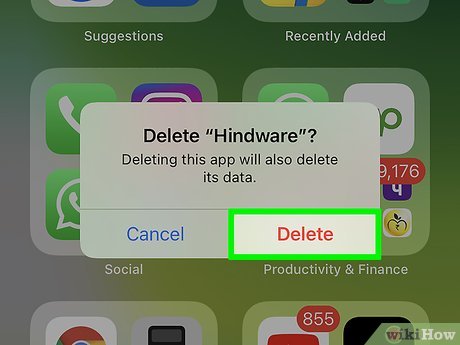 Suggestions
Recently Added
Delete “Hindware”?
Deleting this app will also delete
its data.
9,176
Cancel
Delete
Social
Productivity & Finance
855
wikiHow